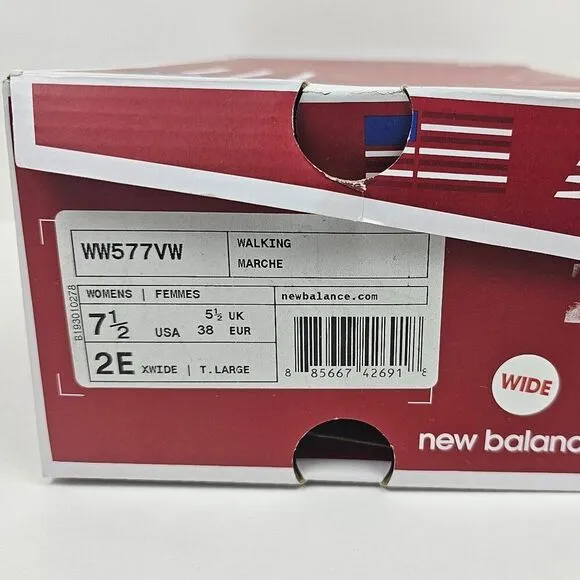 WW577VW
WALKING
MARCHE
WOMENS | FEMMES
newbalance.com
7½ USA
5½ UK
38 EUR
2E XWIDE | T.LARGE
8 85667 42691 8
B193010278
WIDE
new balanc